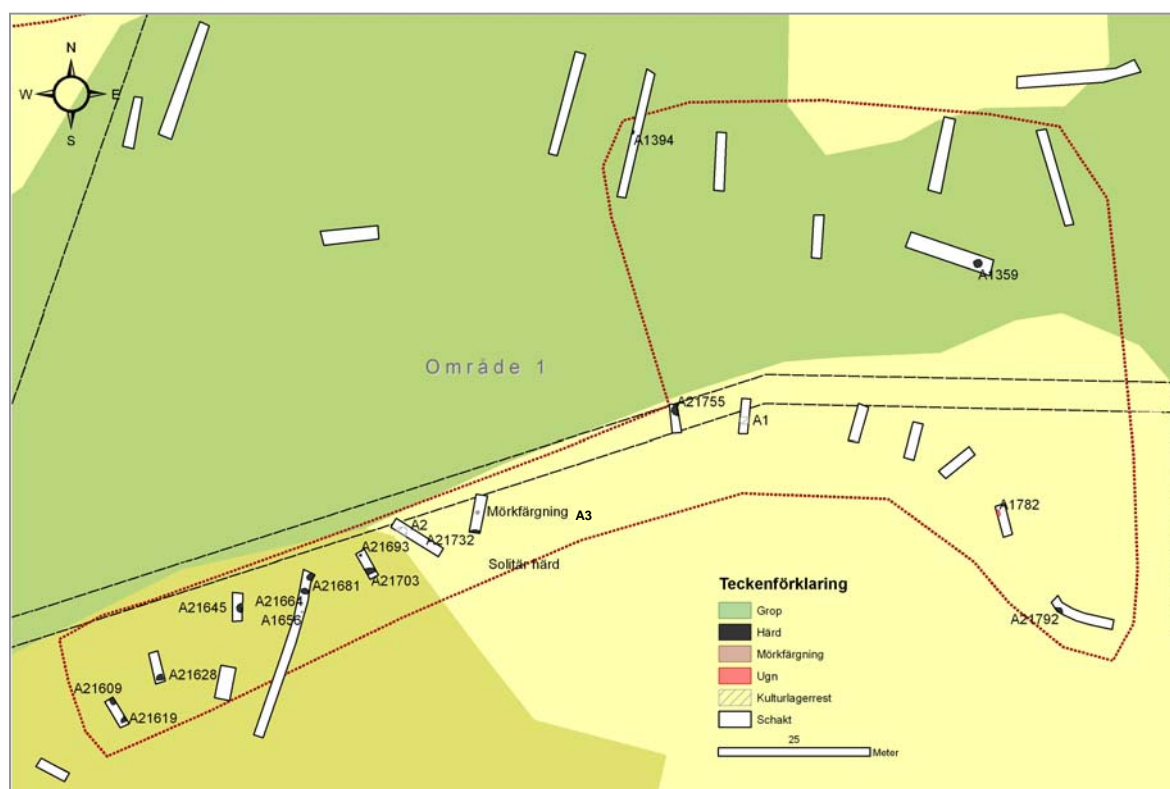 N
W E
S
A1394
A1359
Område 1
A21755
A1
Mörkfärgning A3
A2
A21732
A1782
A21693
Solitär härd
A21703
A21681
A21664
A21645
A1656
A21792
A21628
A21609
A21619
Teckenförklaring
Grop
Härd
Mörkfärgning
Ugn
Kulturlagerrest
Schakt
25
Meter